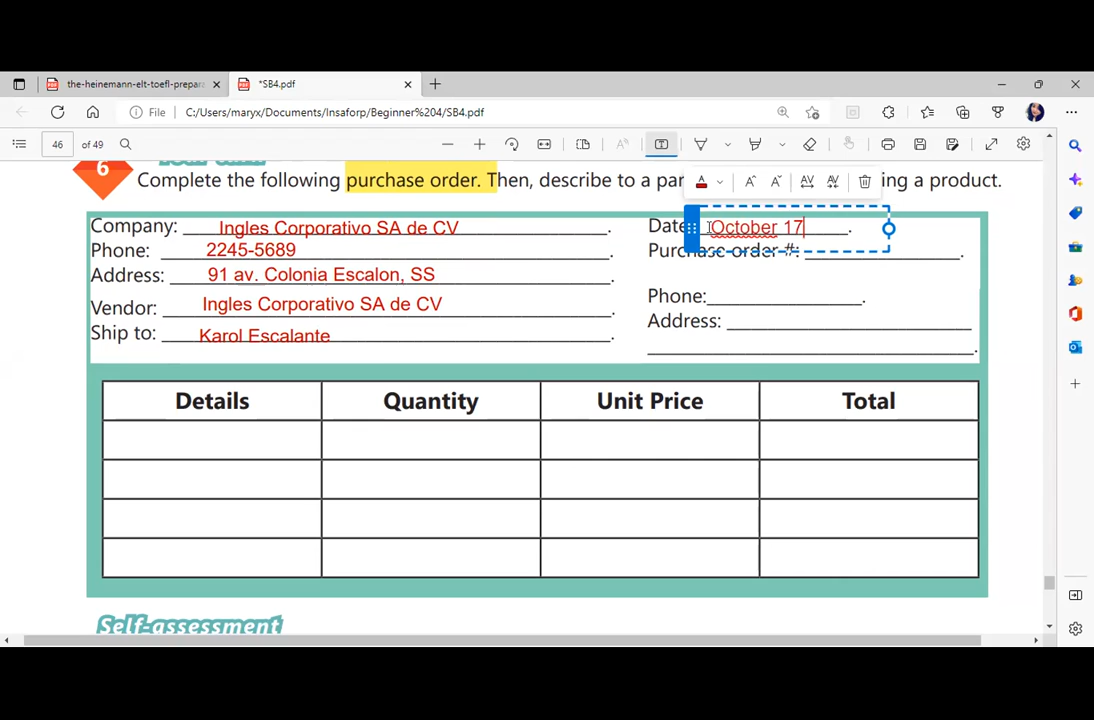 the-heinemann-elt-toefl-prepara
*SB4.pdf
File C:/Users/maryx/Documents/Insaforp/Beginner%204/SB4.pdf
46 of 49
6
Complete the following purchase order. Then, describe to a par ing a product.
Company: Ingles Corporativo SA de CV.
Phone: 2245-5689.
Address: 91 av. Colonia Escalon, SS.
Vendor: Ingles Corporativo SA de CV.
Ship to: Karol Escalante.
Date October 17.
Purchase order #: .
Phone: .
Address: .
Details Quantity Unit Price Total
Self-assessment